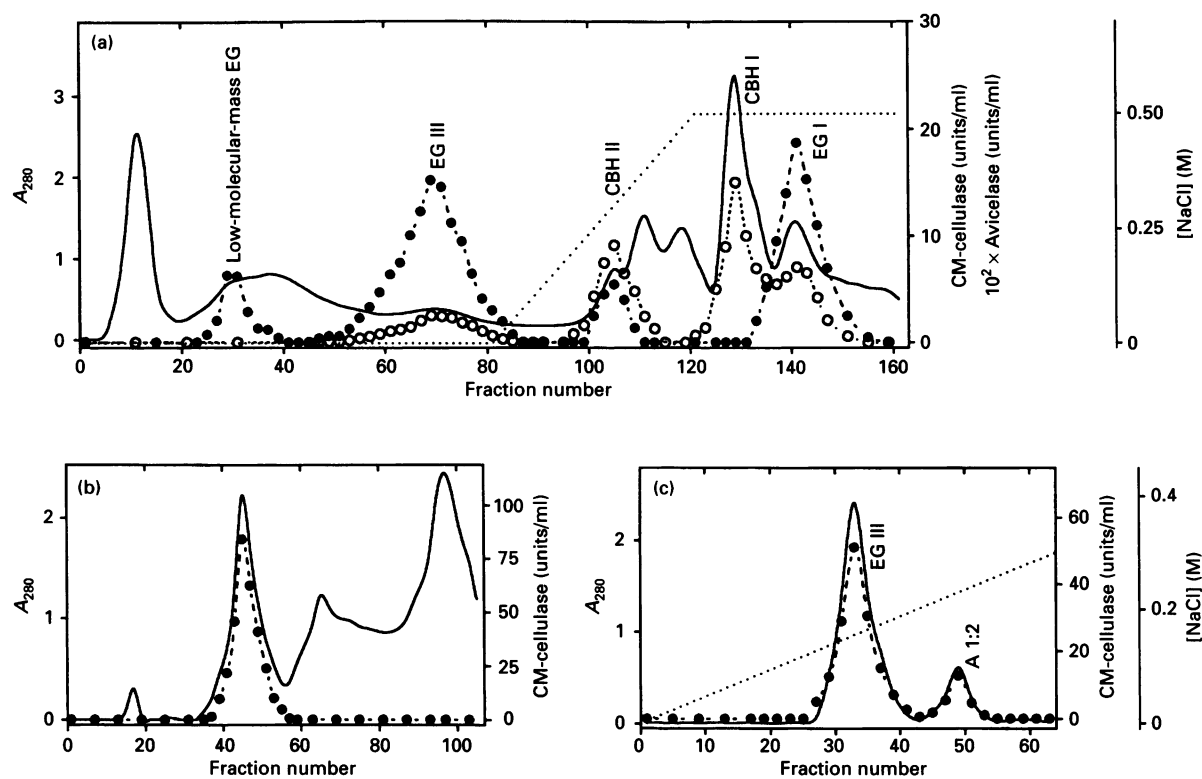 (a)
A280
3
2
1
0
Low-molecular-mass EG
EG III
CBH II
CBH I
EG I
30
20
10
0
CM-cellulase (units/ml)
10² × Avicelase (units/ml)
0.50
0.25
0
[NaCl] (M)
0 20 40 60 80 100 120 140 160
Fraction number
(b)
A280
2
1
0
100
75
50
25
0
CM-cellulase (units/ml)
0 20 40 60 80 100
Fraction number
(c)
A280
2
1
0
EG III
A 1:2
60
40
20
0
CM-cellulase (units/ml)
0.4
0.2
0
[NaCl] (M)
0 10 20 30 40 50 60
Fraction number